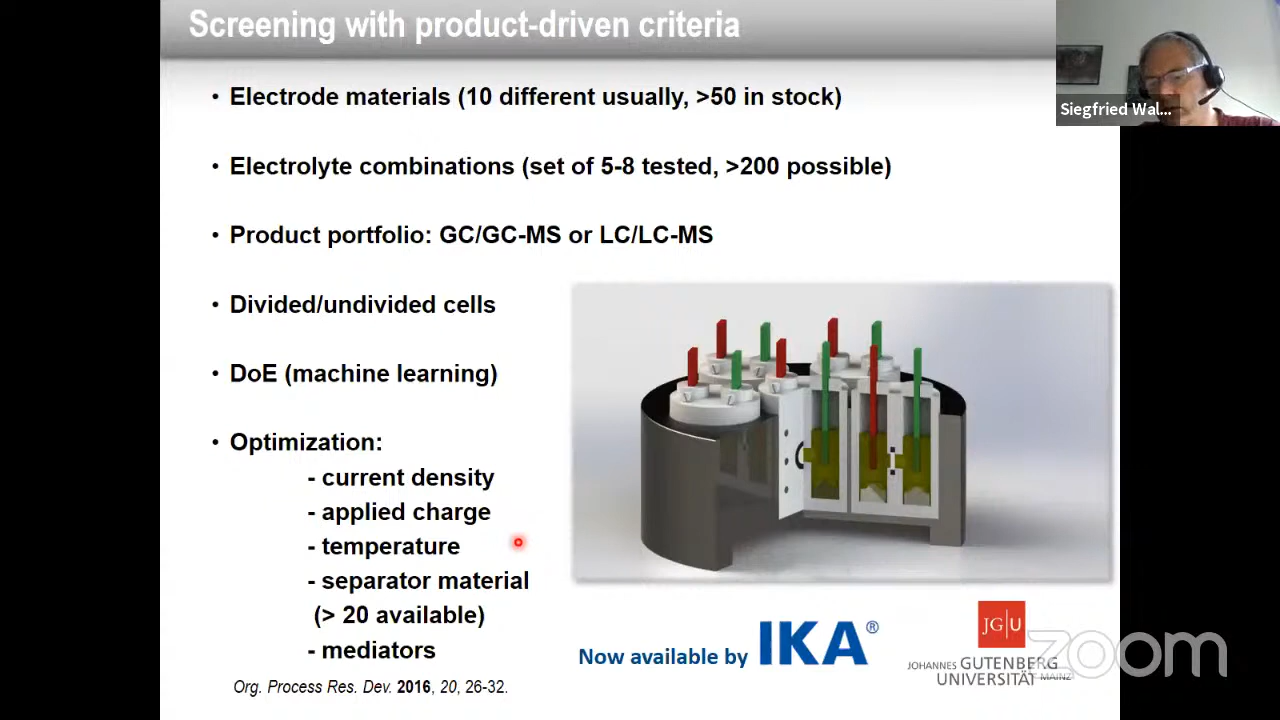 Screening with product-driven criteria
Siegfried Wal...
• Electrode materials (10 different usually, >50 in stock)
• Electrolyte combinations (set of 5-8 tested, >200 possible)
• Product portfolio: GC/GC-MS or LC/LC-MS
• Divided/undivided cells
• DoE (machine learning)
• Optimization:
- current density
- applied charge
- temperature
- separator material
(> 20 available)
- mediators
Now available by IKA®
JG|U
JOHANNES GUTENBERG
UNIVERSITÄT MAINZ
zoom
Org. Process Res. Dev. 2016, 20, 26-32.